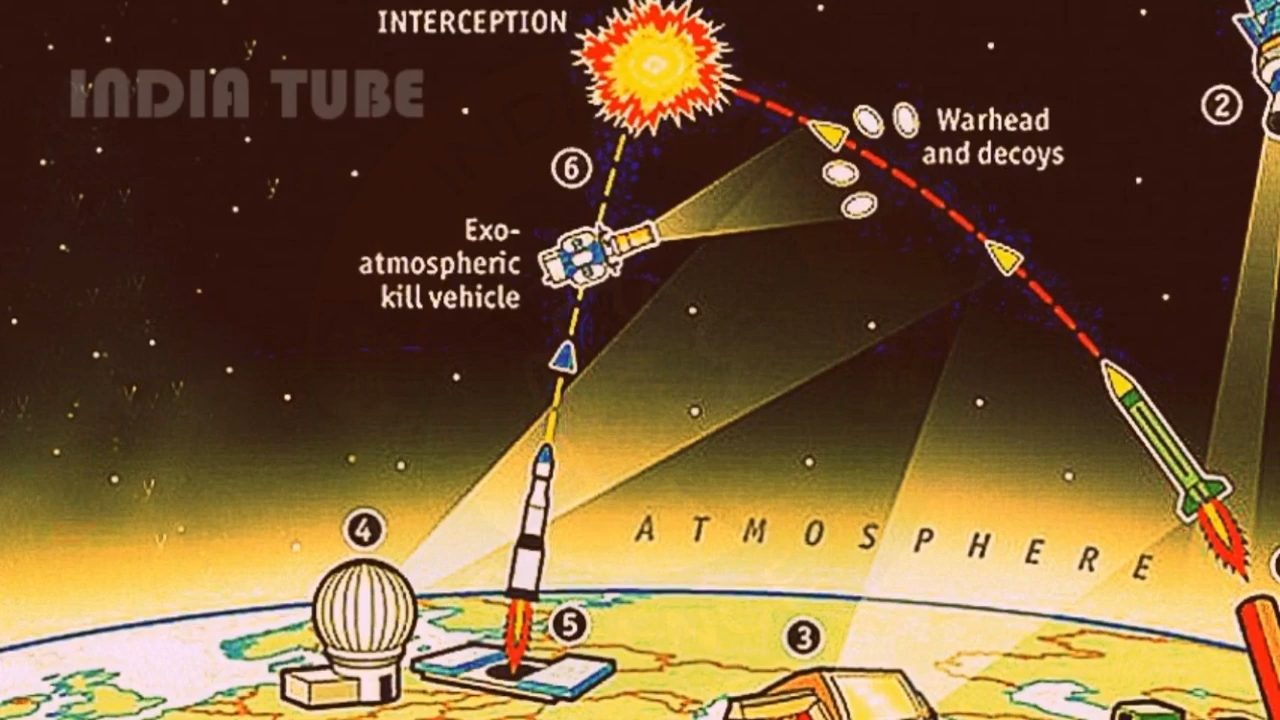 INTERCEPTION
INDIA TUBE
2
Warhead
and decoys
6
Exo-
atmospheric
kill vehicle
ATMOSPHERE
4
5
3